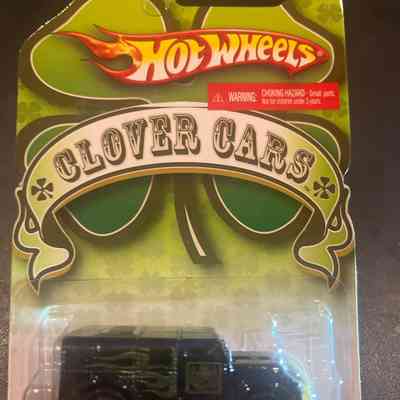 HOT WHEELS
WARNING: CHOKING HAZARD - Small parts.
Not for children under 3 years.
CLOVER CARS